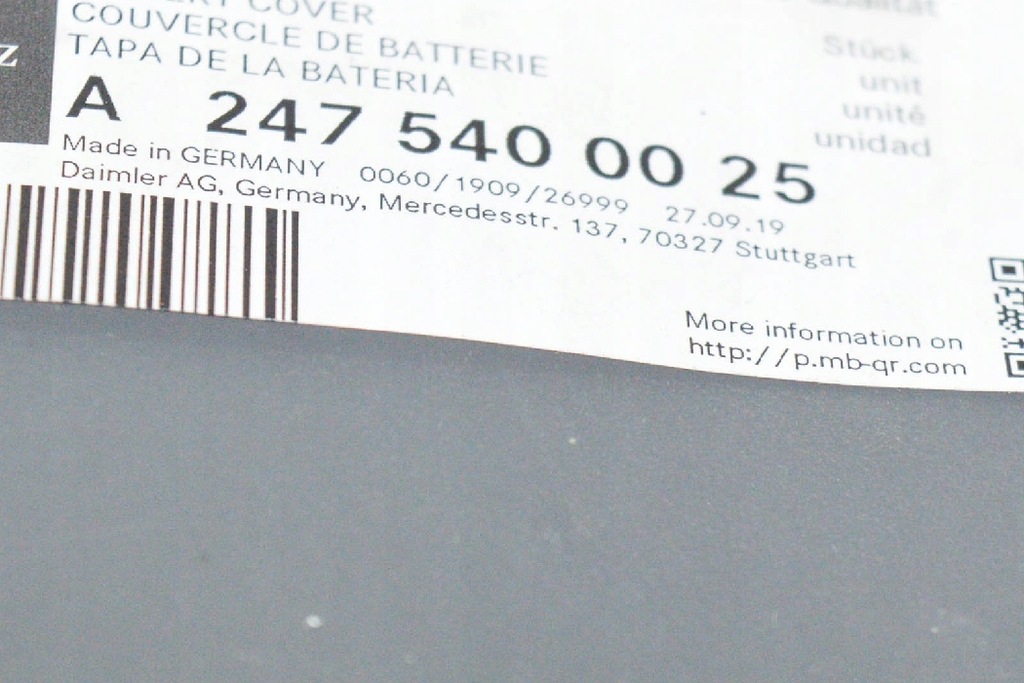 COVER
COUVERCLE DE BATTERIE
TAPA DE LA BATERIA
Stück
unit
unité
unidad
Z
A 247 540 00 25
Made in GERMANY 0060/1909/26999 27.09.19
Daimler AG, Germany, Mercedesstr. 137, 70327 Stuttgart
More information on
http://p.mb-qr.com